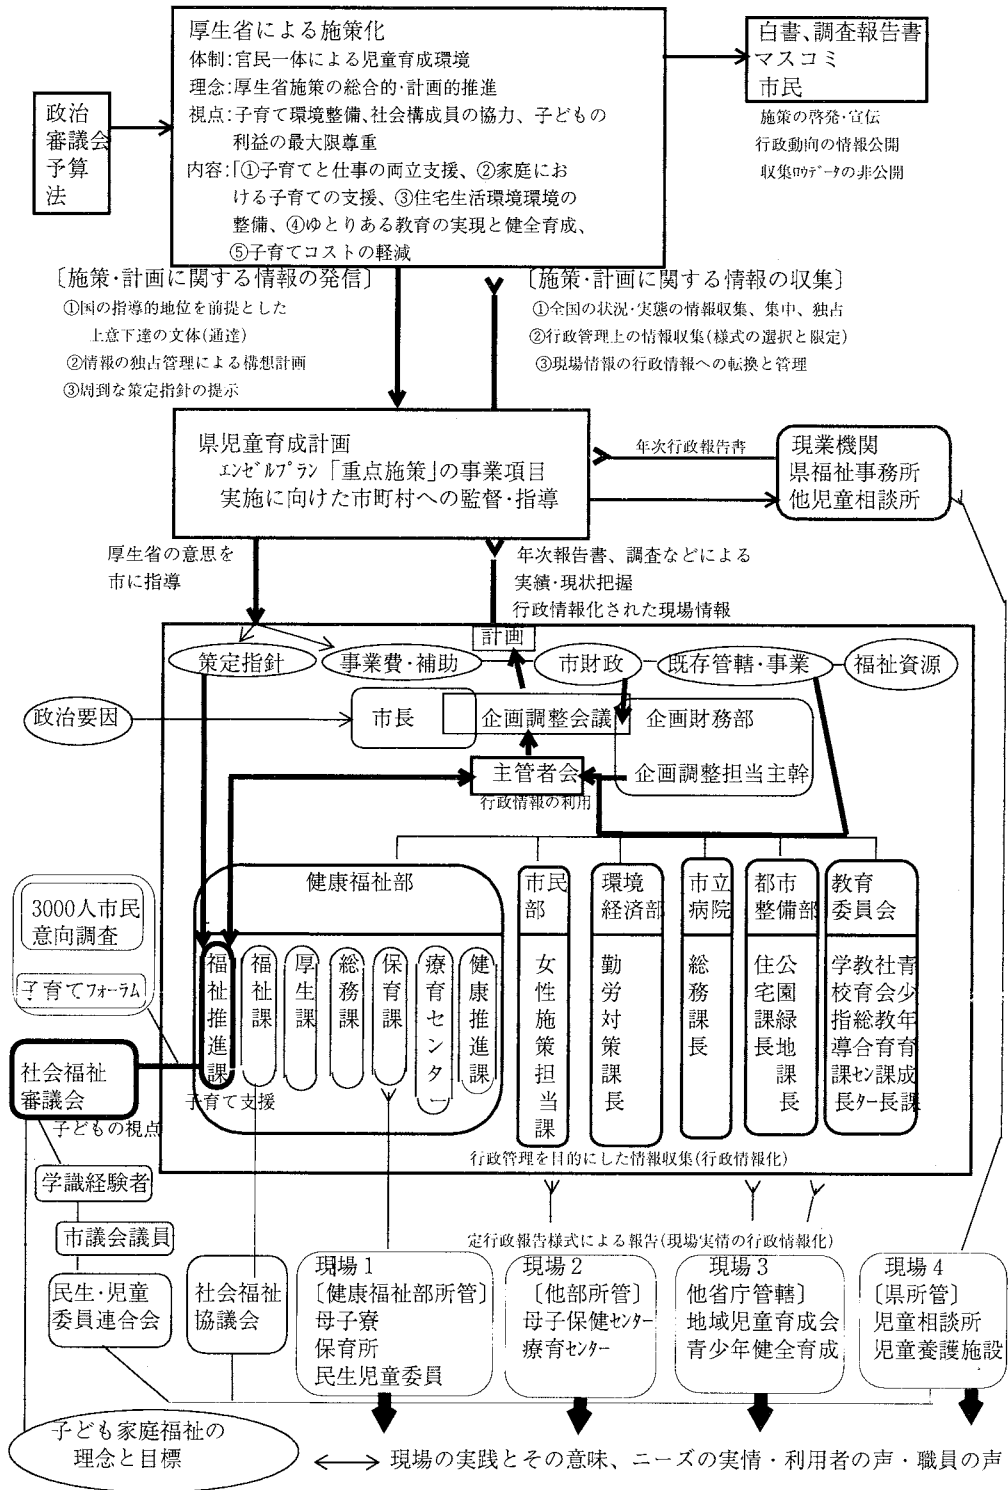 厚生省による施策化
体制:官民一体による児童育成環境
理念:厚生省施策の総合的・計画的推進
視点:子育て環境整備、社会構成員の協力、子どもの
利益の最大限尊重
内容:「①子育てと仕事の両立支援、②家庭にお
ける子育ての支援、③住宅生活環境環境の
整備、④ゆとりある教育の実現と健全育成、
⑤子育てコストの軽減
政治
審議会
予算
法
白書、調査報告書
マスコミ
市民
施策の啓発・宣伝
行政動向の情報公開
収集ロウデータの非公開
〔施策・計画に関する情報の発信〕
①国の指導的地位を前提とした
上意下達の文体(通達)
②情報の独占管理による構想計画
③周到な策定指針の提示
〔施策・計画に関する情報の収集〕
①全国の状況・実態の情報収集、集中、独占
②行政管理上の情報収集(様式の選択と限定)
③現場情報の行政情報への転換と管理
県児童育成計画
エンゼルプラン「重点施策」の事業項目
実施に向けた市町村への監督・指導
年次行政報告書
現業機関
県福祉事務所
他児童相談所
厚生省の意思を
市に指導
年次報告書、調査などによる
実績・現状把握
行政情報化された現場情報
計画
策定指針
事業費・補助
市財政
既存管轄・事業
福祉資源
政治要因
市長
企画調整会議
企画財務部
主管者会
企画調整担当主幹
行政情報の利用
健康福祉部
市民
部
環境
経済部
市立
病院
都市
整備部
教育
委員会
3000人市民
意向調査
子育てフォーラム
福祉推進課
福祉課
厚生課
総務課
保育課
療育センター
健康推進課
女性施策担当課
勤労対策課長
総務課長
住宅課長
公園緑地課長
学校指導課長
教育総合センター
社会教育課長
青少年育成課
社会福祉
審議会
子育て支援
子どもの視点
行政管理を目的にした情報収集(行政情報化)
学識経験者
市議会議員
民生・児童
委員連合会
社会福祉
協議会
定行政報告様式による報告(現場実情の行政情報化)
現場1
〔健康福祉部所管〕
母子寮
保育所
民生児童委員
現場2
〔他部所管〕
母子保健センター
療育センター
現場3
〔他省庁管轄〕
地域児童育成会
青少年健全育成
現場4
〔県所管〕
児童相談所
児童養護施設
子ども家庭福祉の
理念と目標
現場の実践とその意味、ニーズの実情・利用者の声・職員の声